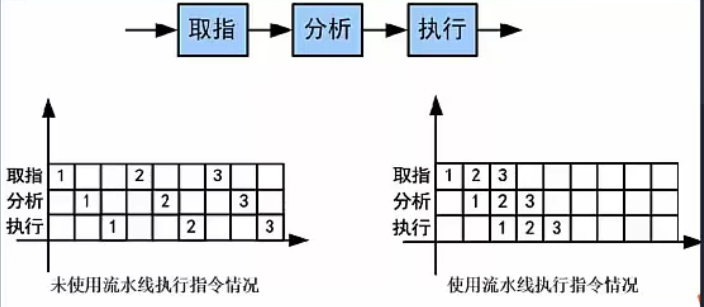 取指 分析 执行
取指 1 2 3
分析 1 2 3
执行 1 2 3
未使用流水线执行指令情况
取指 1 2 3
分析 1 2 3
执行 1 2 3
使用流水线执行指令情况